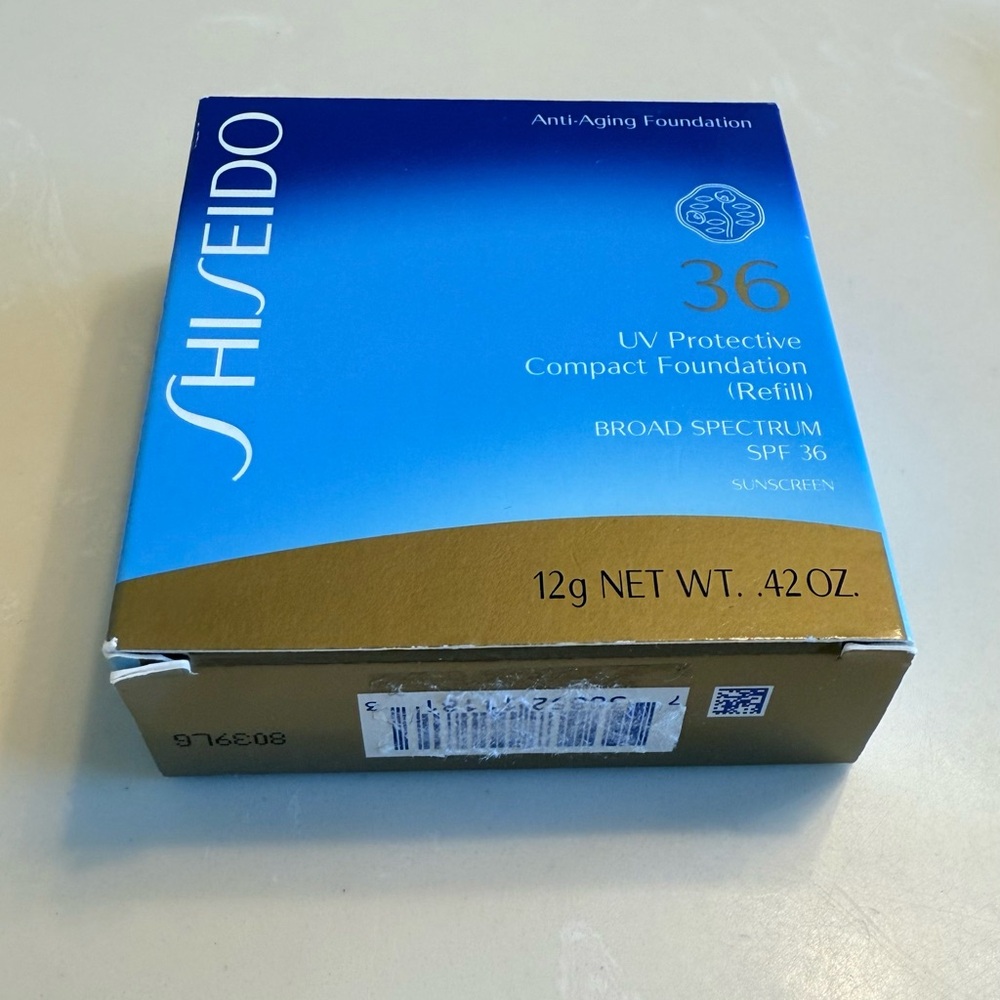 SHISEIDO
Anti-Aging Foundation
36
UV Protective
Compact Foundation
(Refill)
BROAD SPECTRUM
SPF 36
SUNSCREEN
12g NET WT. .42 OZ.